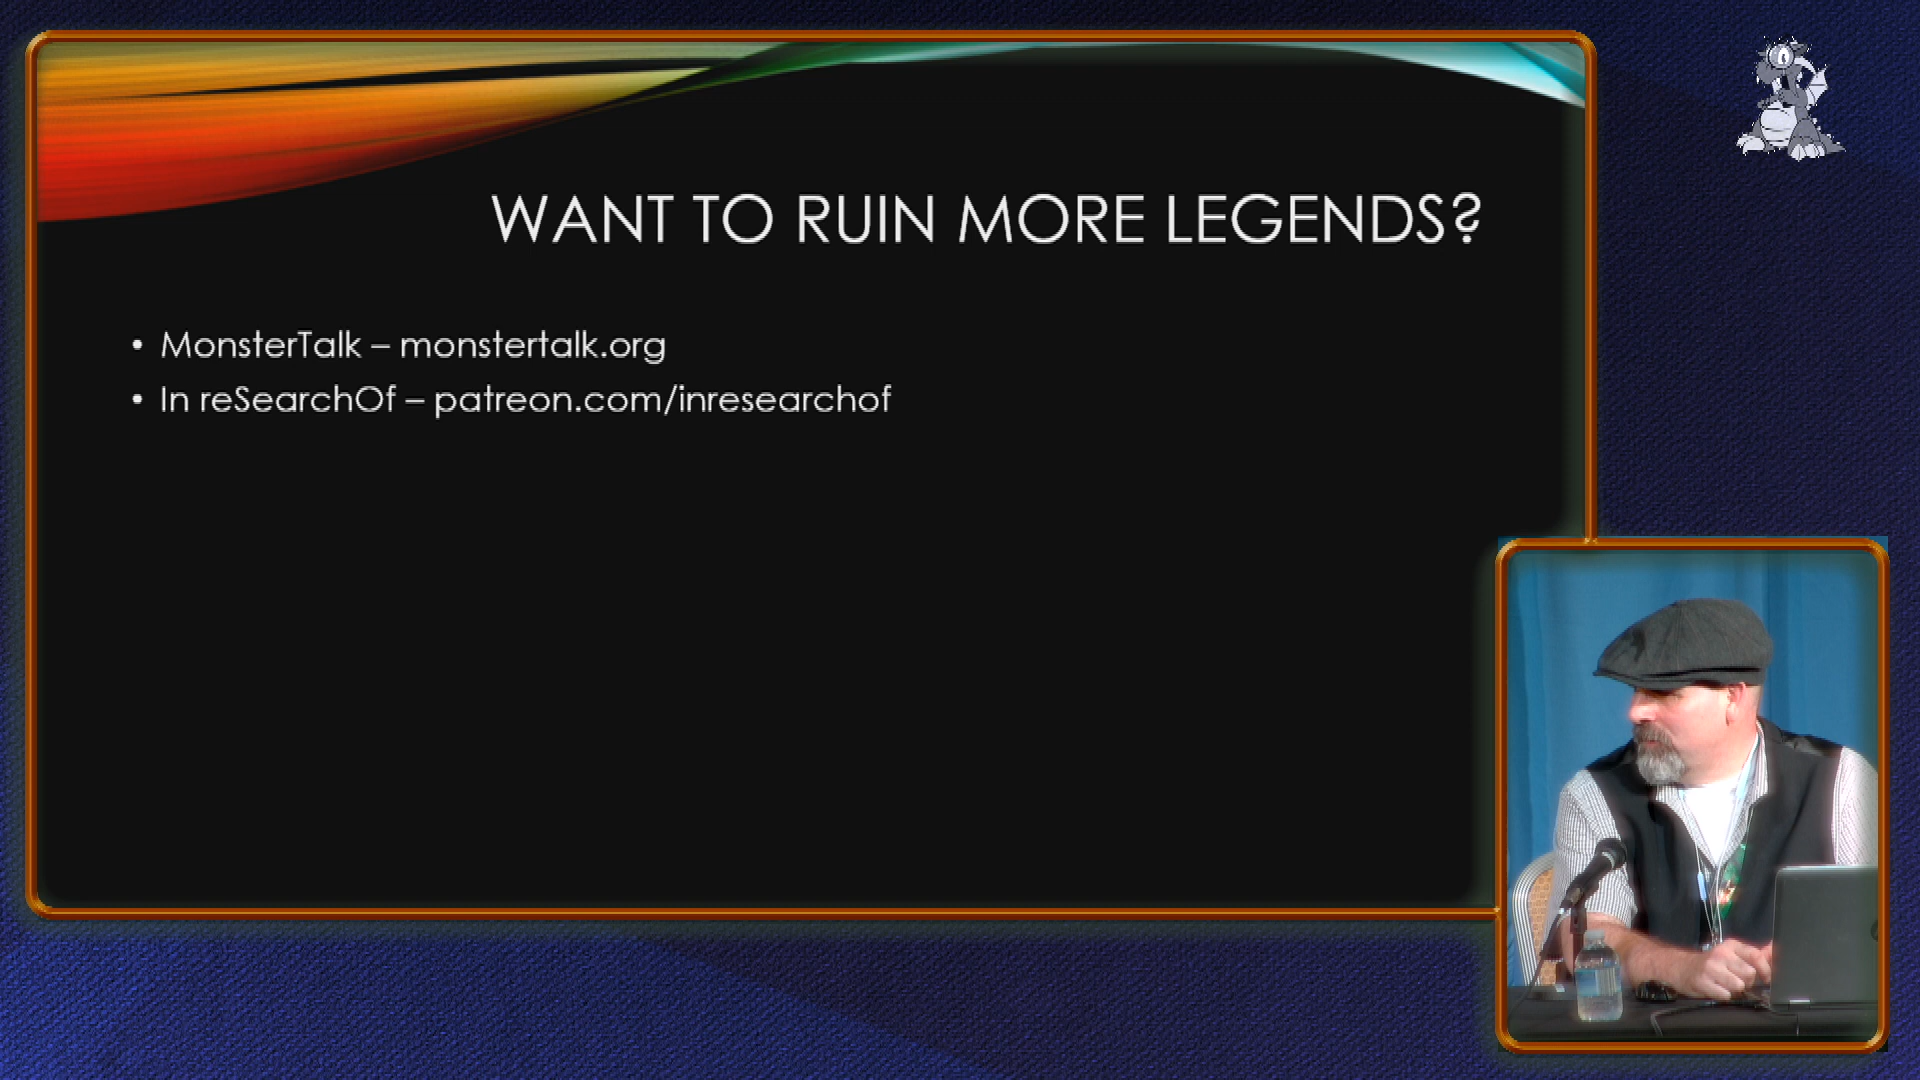 WANT TO RUIN MORE LEGENDS?
• MonsterTalk – monstertalk.org
• In reSearchOf – patreon.com/inresearchof